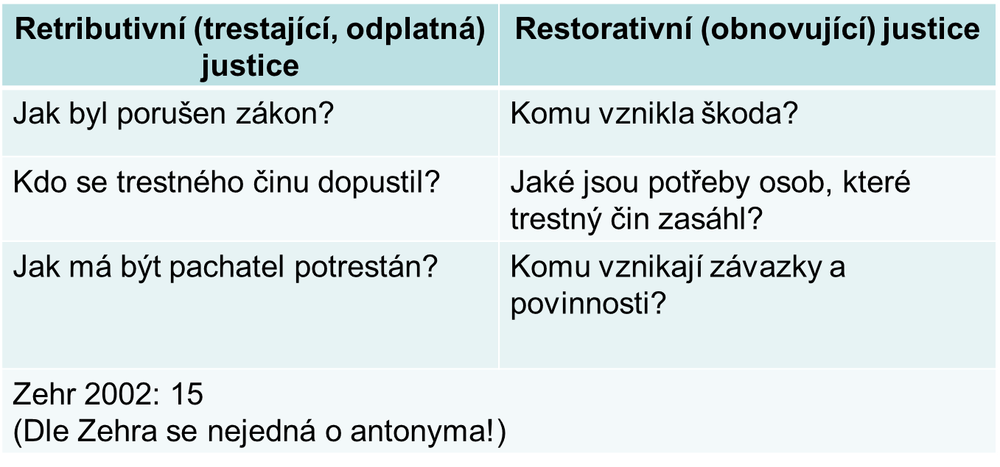 Retributivní (trestající, odplatná)
justice
Restorativní (obnovující) justice
Jak byl porušen zákon?
Komu vznikla škoda?
Kdo se trestného činu dopustil?
Jaké jsou potřeby osob, které
trestný čin zasáhl?
Jak má být pachatel potrestán?
Komu vznikají závazky a
povinnosti?
Zehr 2002: 15
(Dle Zehra se nejedná o antonyma!)